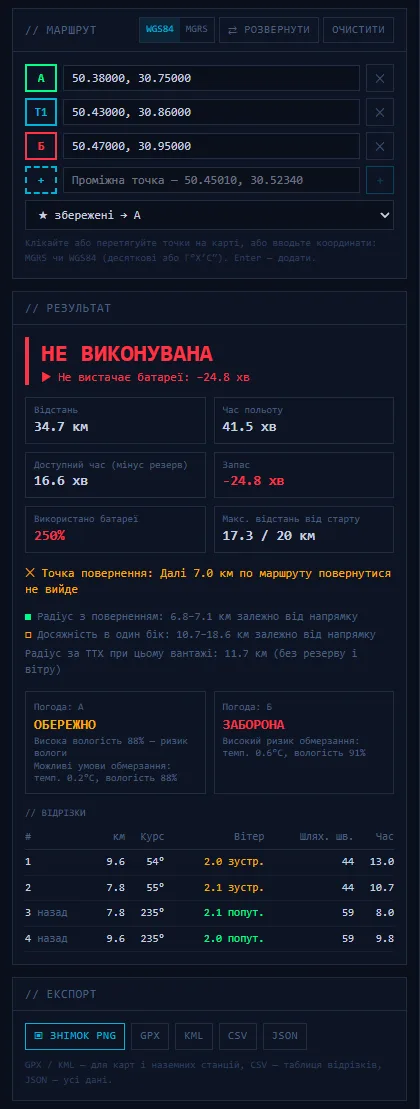 // МАРШРУТ
WGS84 MGRS ⇄ РОЗВЕРНУТИ ОЧИСТИТИ
А 50.38000, 30.75000 ×
Т1 50.43000, 30.86000 ×
Б 50.47000, 30.95000 ×
+ Проміжна точка — 50.45010, 30.52340 +
★ збережені → А
Клікайте або перетягуйте точки на карті, або вводьте координати:
MGRS чи WGS84 (десяткові або Г°Х′С″). Enter — додати.
// РЕЗУЛЬТАТ
НЕ ВИКОНУВАНА
▶ Не вистачає батареї: −24.8 хв
Відстань
34.7 км
Час польоту
41.5 хв
Доступний час (мінус резерв)
16.6 хв
Запас
-24.8 хв
Використано батареї
250%
Макс. відстань від старту
17.3 / 20 км
╳ Точка повернення: Далі 7.0 км по маршруту повернутися
не вийде
Радіус з поверненням: 6.8–7.1 км залежно від напрямку
Досяжність в один бік: 10.7–18.6 км залежно від напрямку
Радіус за ТТХ при цьому вантажі: 11.7 км (без резерву і
вітру)
Погода: А
ОБЕРЕЖНО
Висока вологість 88% — ризик
вологи
Можливі умови обмерзання:
темп. 0.2°C, вологість 88%
Погода: Б
ЗАБОРОНА
Високий ризик обмерзання:
темп. 0.6°C, вологість 91%
// ВІДРІЗКИ
# км Курс Вітер Шлях. шв. Час
1 9.6 54° 2.0 зустр. 44 13.0
2 7.8 55° 2.1 зустр. 44 10.7
3 назад 7.8 235° 2.1 попут. 59 8.0
4 назад 9.6 235° 2.0 попут. 59 9.8
// ЕКСПОРТ
▣ ЗНІМОК PNG GPX KML CSV JSON
GPX / KML — для карт і наземних станцій, CSV — таблиця відрізків,
JSON — усі дані.